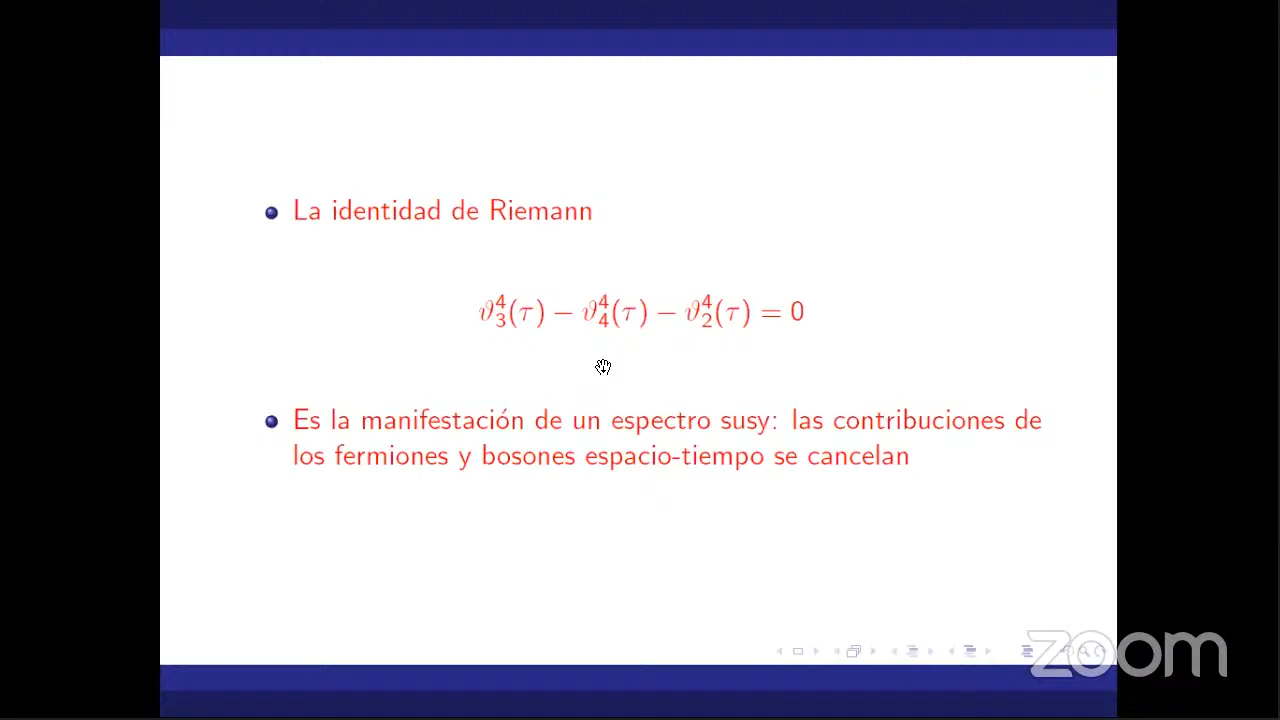 La identidad de Riemann
ϑ₃⁴(τ) − ϑ₄⁴(τ) − ϑ₂⁴(τ) = 0
Es la manifestación de un espectro susy: las contribuciones de
los fermiones y bosones espacio-tiempo se cancelan
zoom